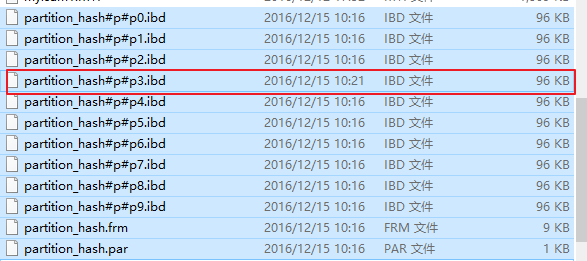 partition_hash#p#p0.ibd 2016/12/15 10:16 IBD 文件 96 KB
partition_hash#p#p1.ibd 2016/12/15 10:16 IBD 文件 96 KB
partition_hash#p#p2.ibd 2016/12/15 10:16 IBD 文件 96 KB
partition_hash#p#p3.ibd 2016/12/15 10:21 IBD 文件 96 KB
partition_hash#p#p4.ibd 2016/12/15 10:16 IBD 文件 96 KB
partition_hash#p#p5.ibd 2016/12/15 10:16 IBD 文件 96 KB
partition_hash#p#p6.ibd 2016/12/15 10:16 IBD 文件 96 KB
partition_hash#p#p7.ibd 2016/12/15 10:16 IBD 文件 96 KB
partition_hash#p#p8.ibd 2016/12/15 10:16 IBD 文件 96 KB
partition_hash#p#p9.ibd 2016/12/15 10:16 IBD 文件 96 KB
partition_hash.frm 2016/12/15 10:16 FRM 文件 9 KB
partition_hash.par 2016/12/15 10:16 PAR 文件 1 KB